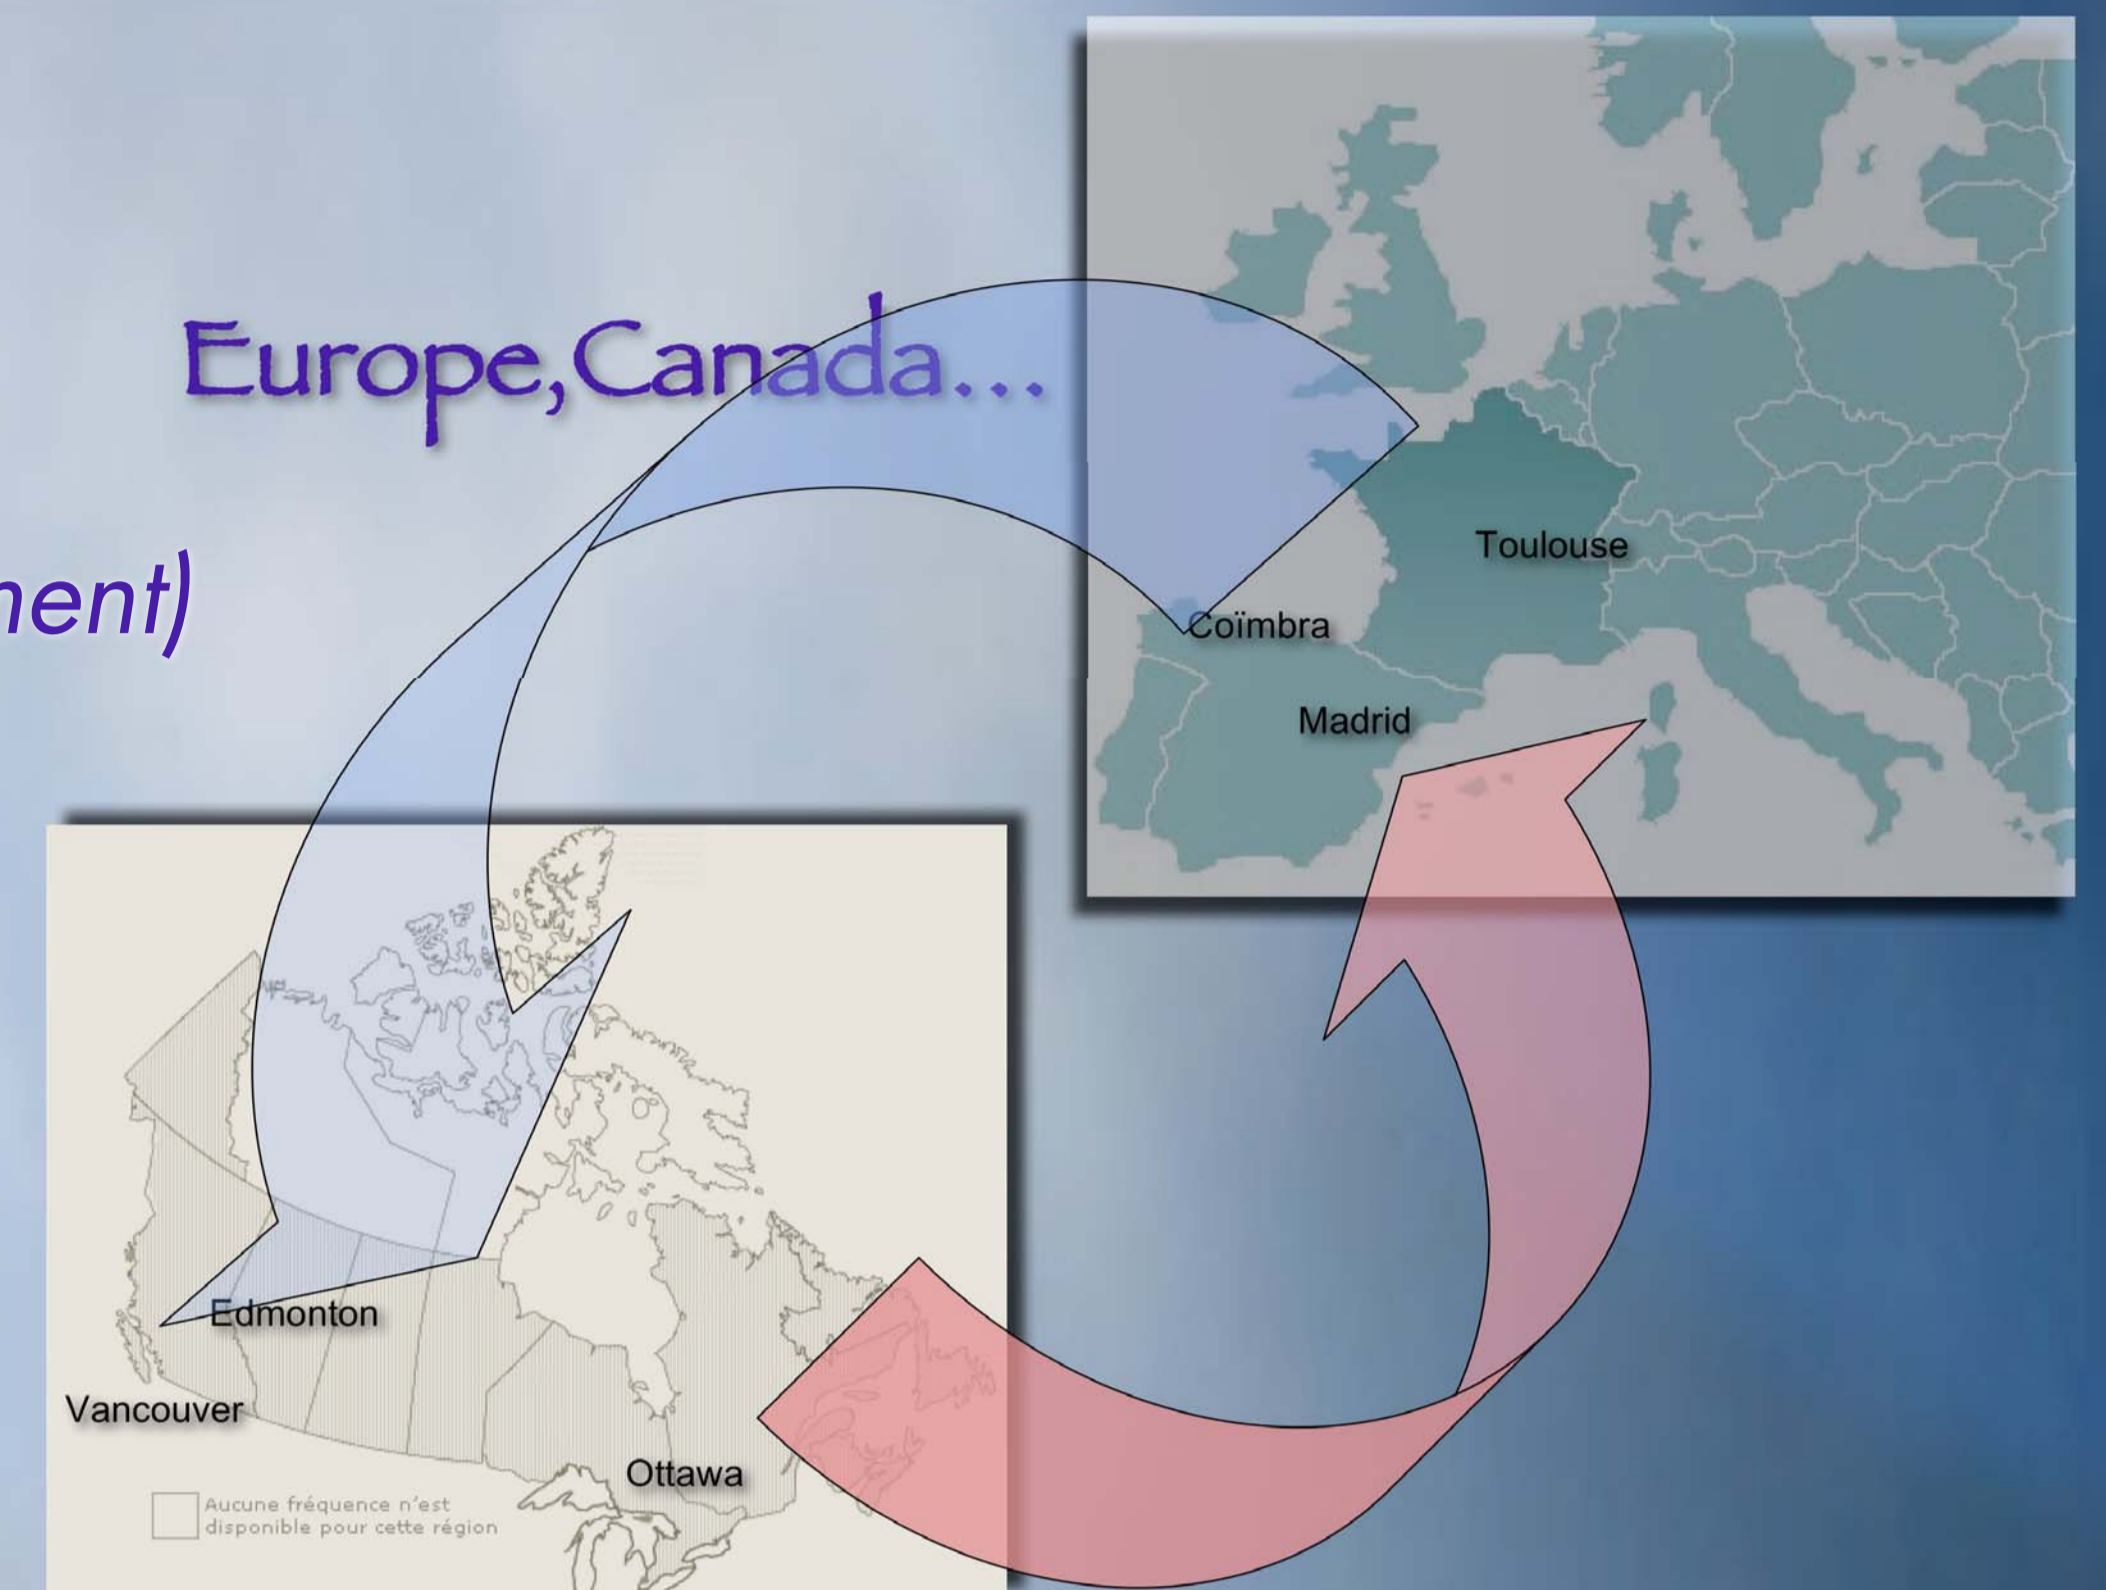 Europe,Canada...
ment)
Toulouse
Coïmbra
Madrid
Edmonton
Vancouver
Ottawa
Aucune fréquence n'est
disponible pour cette région